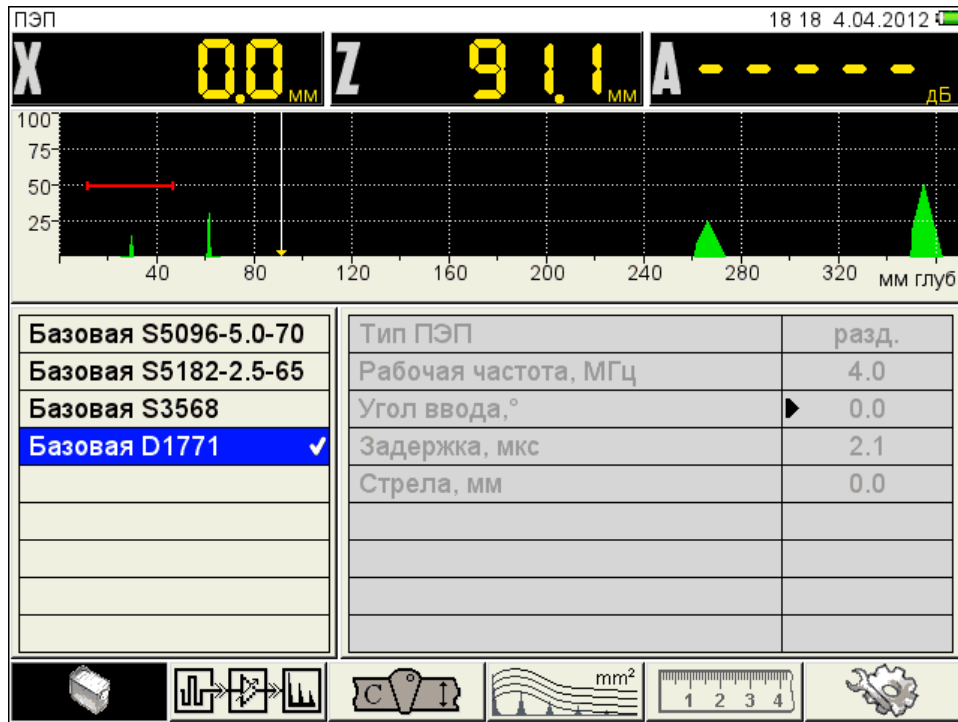 ПЭП 18 18 4.04.2012
X 0.0 мм Z 91.1 мм A - - - - - дБ
100
75
50
25
40 80 120 160 200 240 280 320 мм глуб
Базовая S5096-5.0-70
Базовая S5182-2.5-65
Базовая S3568
Базовая D1771
Тип ПЭП разд.
Рабочая частота, МГц 4.0
Угол ввода,° 0.0
Задержка, мкс 2.1
Стрела, мм 0.0
C mm² 1 2 3 4